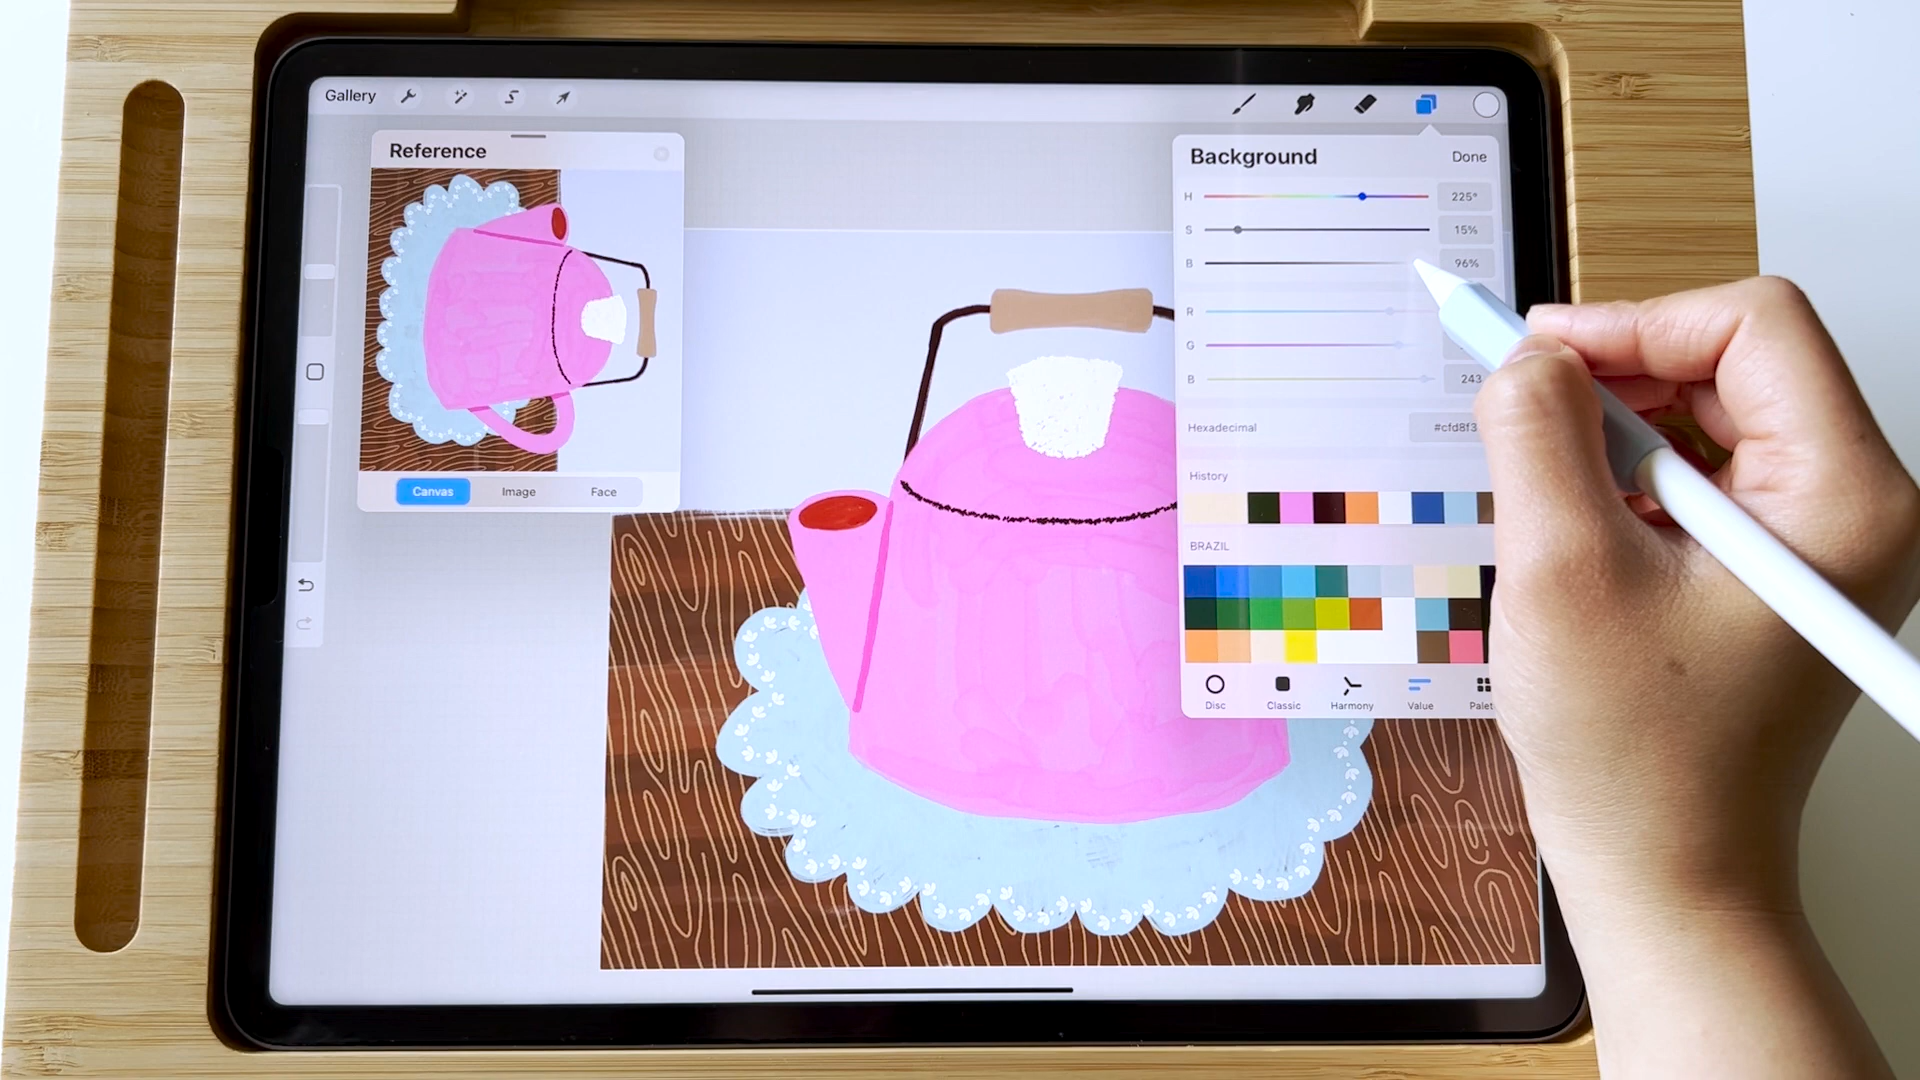 Gallery
Reference
Canvas Image Face
Background Done
H 225°
S 15%
B 96%
R
G
B 243
Hexadecimal #cfd8f3
History
BRAZIL
Disc Classic Harmony Value